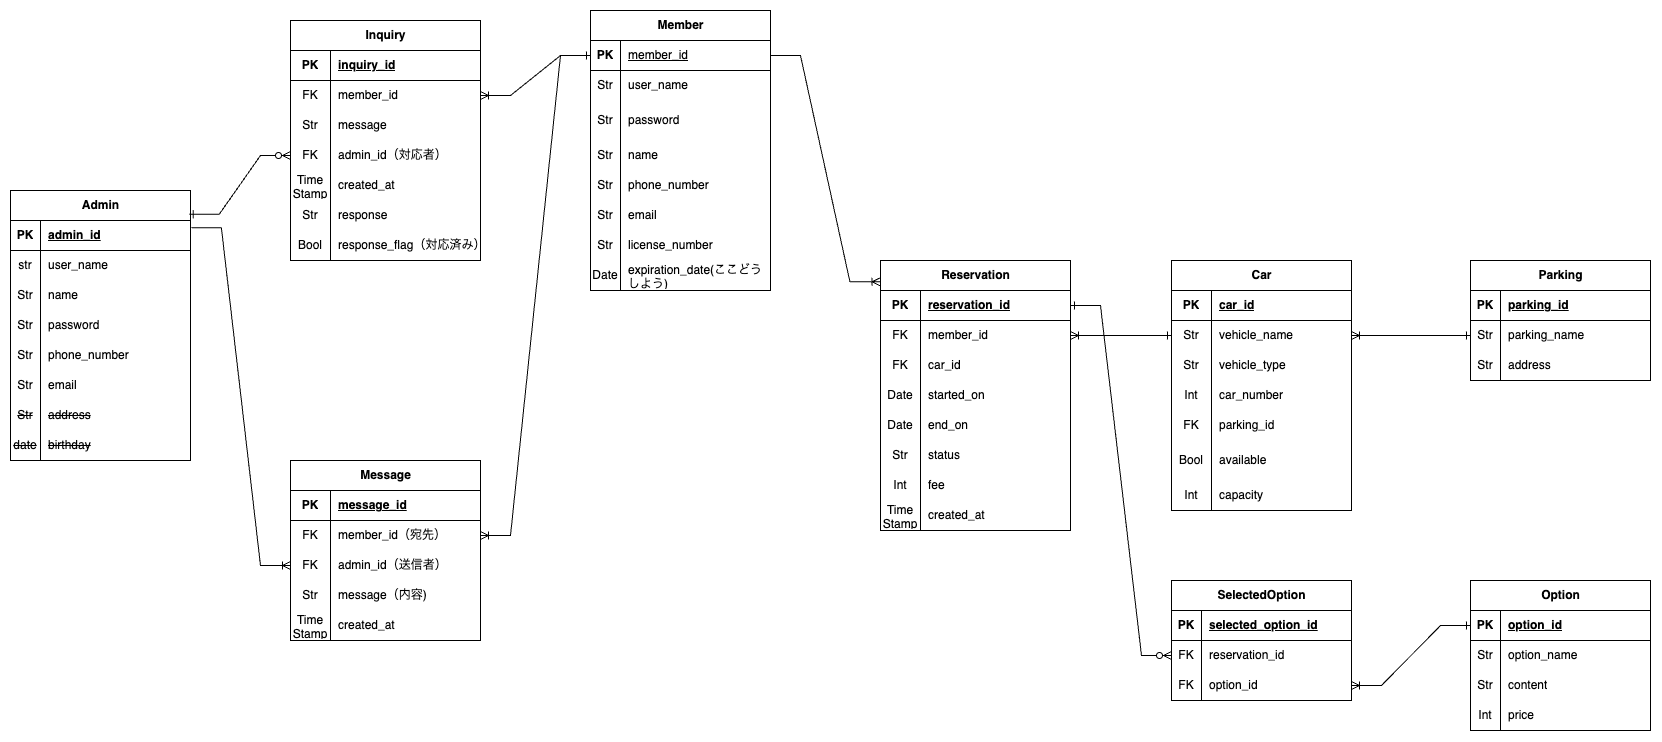 Inquiry
PK inquiry_id
FK member_id
Str message
FK admin_id（対応者）
Time
Stamp created_at
Str response
Bool response_flag（対応済み）
Member
PK member_id
Str user_name
Str password
Str name
Str phone_number
Str email
Str license_number
Date expiration_date(ここどう
しよう)
Admin
PK admin_id
str user_name
Str name
Str password
Str phone_number
Str email
Str address
date birthday
Message
PK message_id
FK member_id（宛先）
FK admin_id（送信者）
Str message（内容)
Time
Stamp created_at
Reservation
PK reservation_id
FK member_id
FK car_id
Date started_on
Date end_on
Str status
Int fee
Time
Stamp created_at
Car
PK car_id
Str vehicle_name
Str vehicle_type
Int car_number
FK parking_id
Bool available
Int capacity
Parking
PK parking_id
Str parking_name
Str address
SelectedOption
PK selected_option_id
FK reservation_id
FK option_id
Option
PK option_id
Str option_name
Str content
Int price